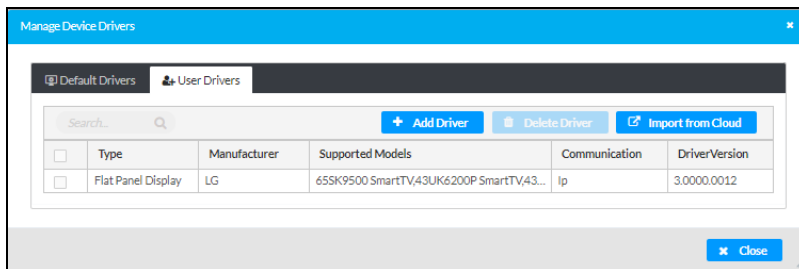 Manage Device Drivers
Default Drivers User Drivers
Search... Add Driver Delete Driver Import from Cloud
Type Manufacturer Supported Models Communication DriverVersion
Flat Panel Display LG 65SK9500 SmartTV,43UK6200P SmartTV,43... Ip 3.0000.0012
Close